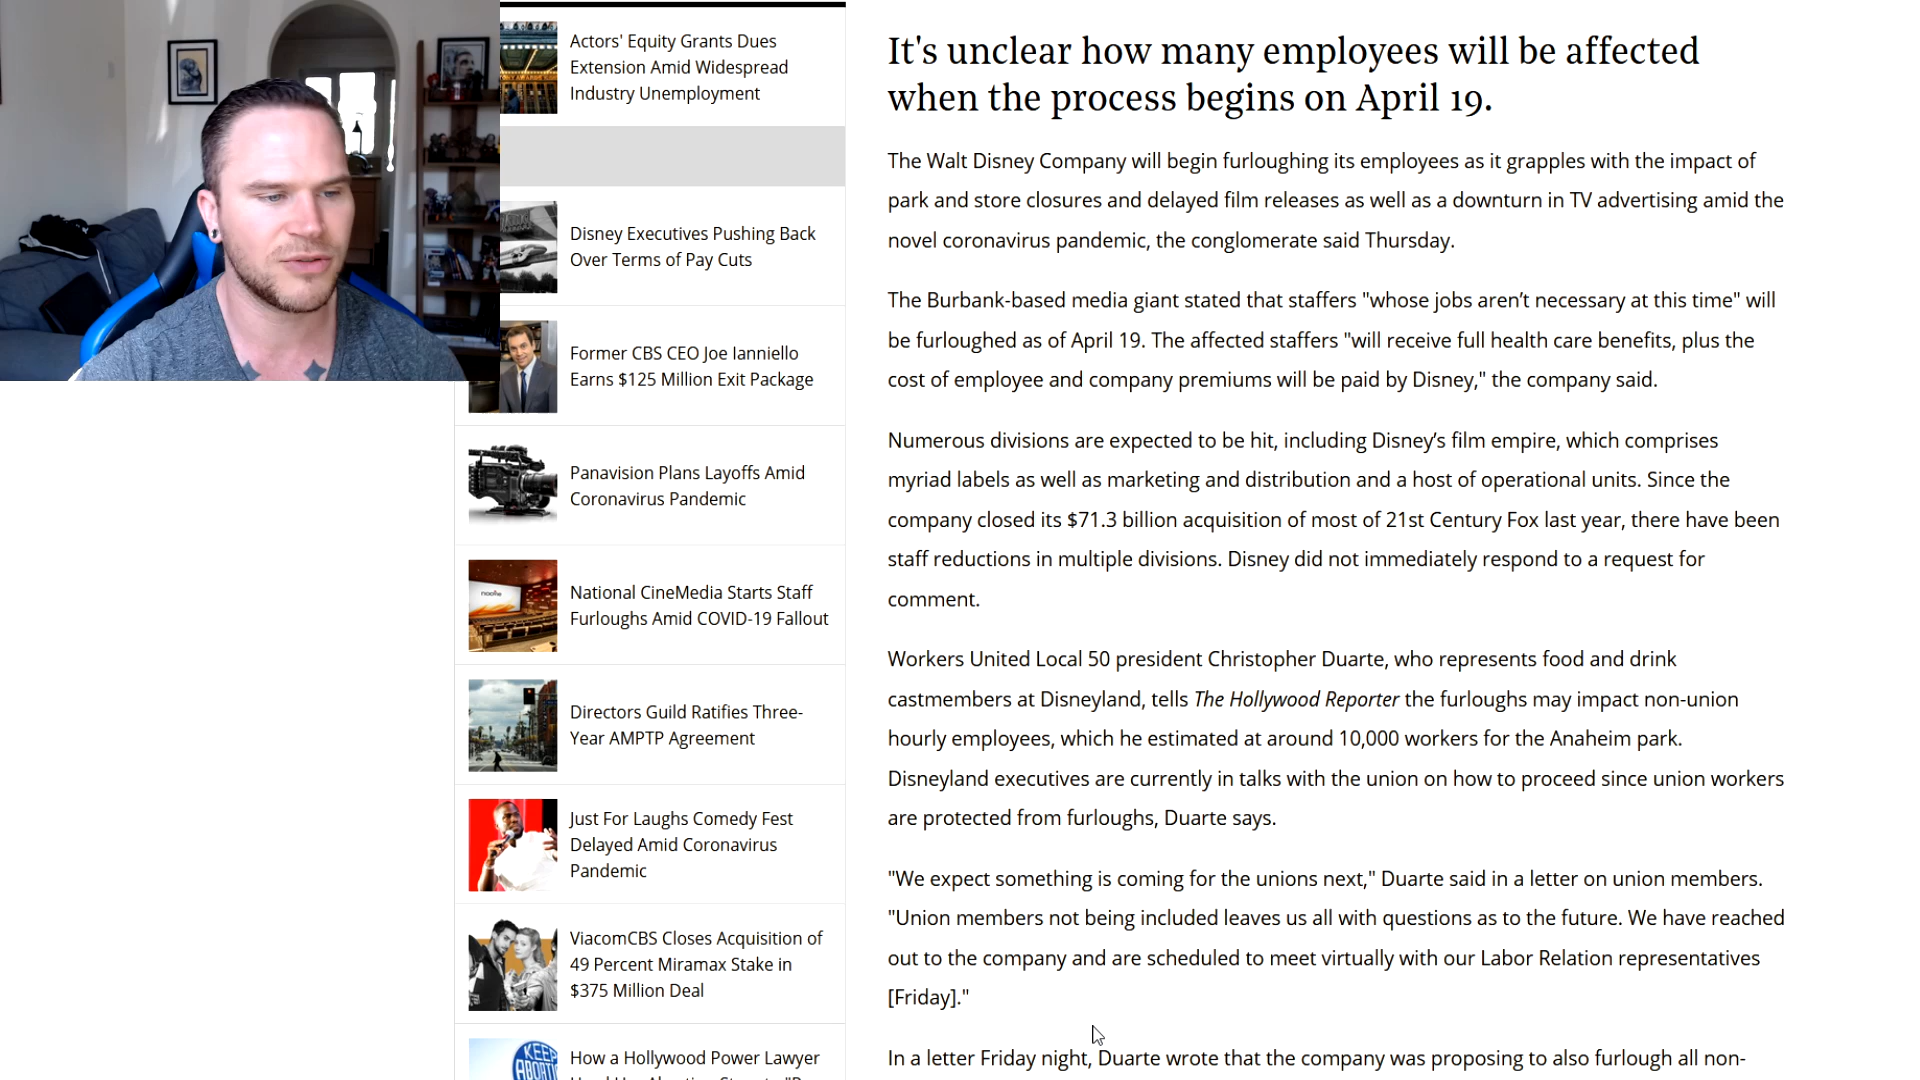 Actors' Equity Grants Dues
Extension Amid Widespread
Industry Unemployment
Disney Executives Pushing Back
Over Terms of Pay Cuts
Former CBS CEO Joe Ianniello
Earns $125 Million Exit Package
Panavision Plans Layoffs Amid
Coronavirus Pandemic
noovie
National CineMedia Starts Staff
Furloughs Amid COVID-19 Fallout
Directors Guild Ratifies Three-
Year AMPTP Agreement
Just For Laughs Comedy Fest
Delayed Amid Coronavirus
Pandemic
ViacomCBS Closes Acquisition of
49 Percent Miramax Stake in
$375 Million Deal
KEEP
ABORTIO
How a Hollywood Power Lawyer
It's unclear how many employees will be affected
when the process begins on April 19.
The Walt Disney Company will begin furloughing its employees as it grapples with the impact of
park and store closures and delayed film releases as well as a downturn in TV advertising amid the
novel coronavirus pandemic, the conglomerate said Thursday.
The Burbank-based media giant stated that staffers "whose jobs aren’t necessary at this time" will
be furloughed as of April 19. The affected staffers "will receive full health care benefits, plus the
cost of employee and company premiums will be paid by Disney," the company said.
Numerous divisions are expected to be hit, including Disney’s film empire, which comprises
myriad labels as well as marketing and distribution and a host of operational units. Since the
company closed its $71.3 billion acquisition of most of 21st Century Fox last year, there have been
staff reductions in multiple divisions. Disney did not immediately respond to a request for
comment.
Workers United Local 50 president Christopher Duarte, who represents food and drink
castmembers at Disneyland, tells The Hollywood Reporter the furloughs may impact non-union
hourly employees, which he estimated at around 10,000 workers for the Anaheim park.
Disneyland executives are currently in talks with the union on how to proceed since union workers
are protected from furloughs, Duarte says.
"We expect something is coming for the unions next," Duarte said in a letter on union members.
"Union members not being included leaves us all with questions as to the future. We have reached
out to the company and are scheduled to meet virtually with our Labor Relation representatives
[Friday]."
In a letter Friday night, Duarte wrote that the company was proposing to also furlough all non-